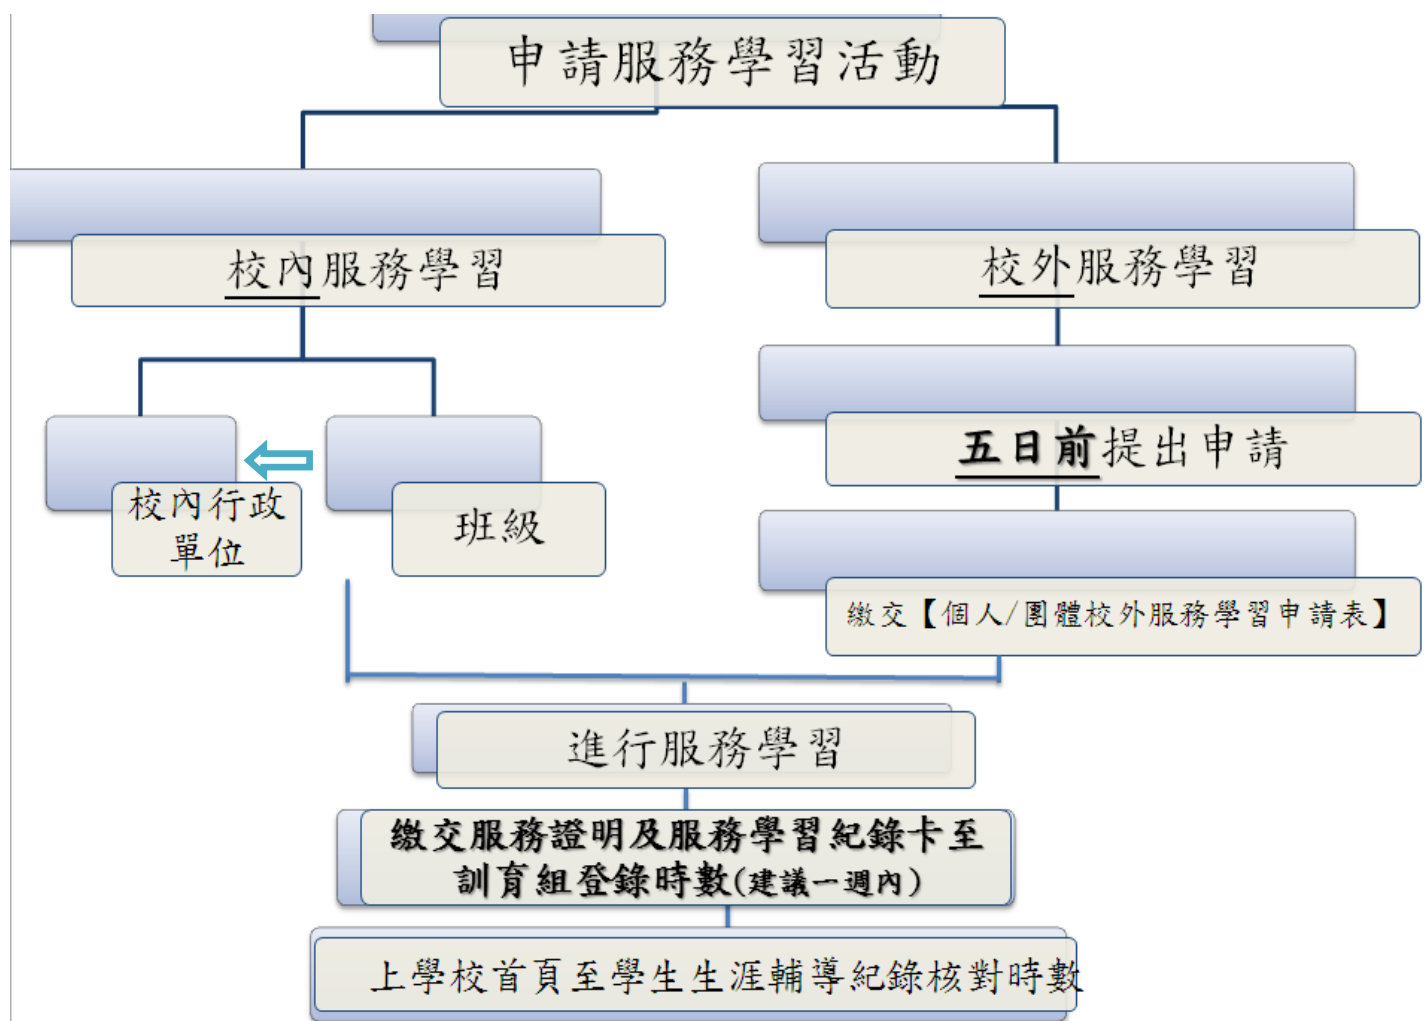 申請服務學習活動
校內服務學習
校外服務學習
五日前提出申請
校內行政
單位
班級
繳交【個人/團體校外服務學習申請表】
進行服務學習
繳交服務證明及服務學習紀錄卡至
訓育組登錄時數(建議一週內)
上學校首頁至學生生涯輔導紀錄核對時數